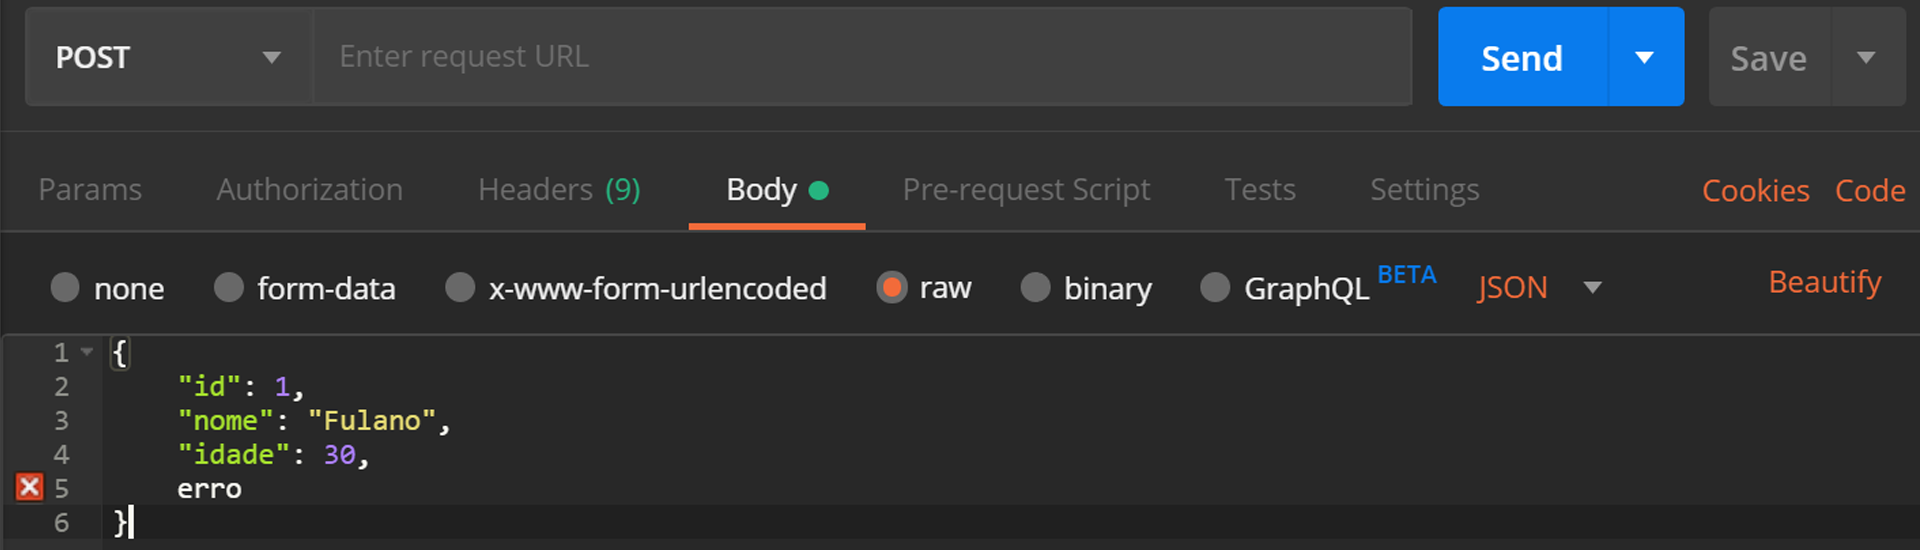 POST Enter request URL Send Save
Params Authorization Headers (9) Body Pre-request Script Tests Settings Cookies Code
none form-data x-www-form-urlencoded raw binary GraphQL BETA JSON Beautify
1 {
2 "id": 1,
3 "nome": "Fulano",
4 "idade": 30,
5 erro
6 }